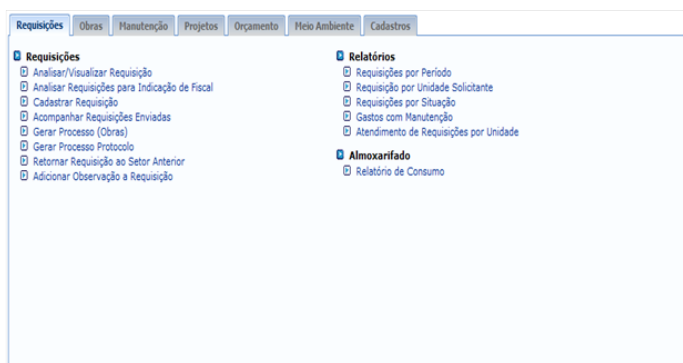 Requisições Obras Manutenção Projetos Orçamento Meio Ambiente Cadastros
Requisições
Analisar/Visualizar Requisição
Analisar Requisições para Indicação de Fiscal
Cadastrar Requisição
Acompanhar Requisições Enviadas
Gerar Processo (Obras)
Gerar Processo Protocolo
Retornar Requisição ao Setor Anterior
Adicionar Observação a Requisição
Relatórios
Requisições por Período
Requisição por Unidade Solicitante
Requisições por Situação
Gastos com Manutenção
Atendimento de Requisições por Unidade
Almoxarifado
Relatório de Consumo